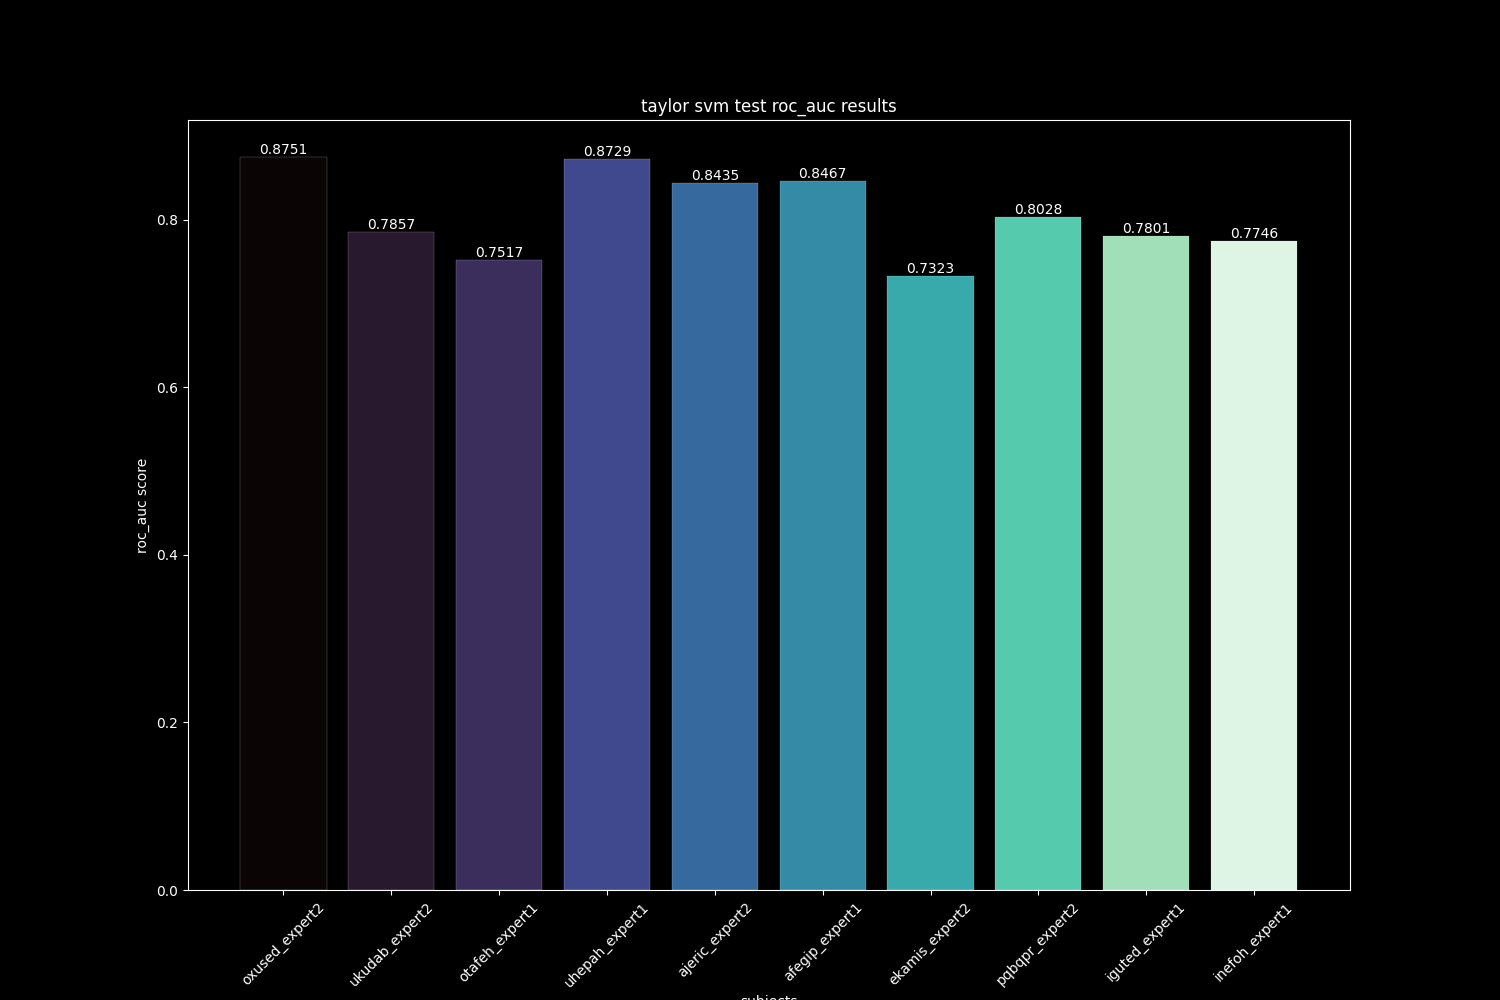 taylor svm test roc_auc results
0.8751
0.7857
0.7517
0.8729
0.8435
0.8467
0.7323
0.8028
0.7801
0.7746
roc_auc score
0.8
0.6
0.4
0.2
0.0
oxused_expert2
ukudab_expert2
otafeh_expert1
uhepah_expert1
ajeric_expert2
afegip_expert1
ekamis_expert2
pqbqpr_expert2
iguted_expert1
inefoh_expert1
subjects